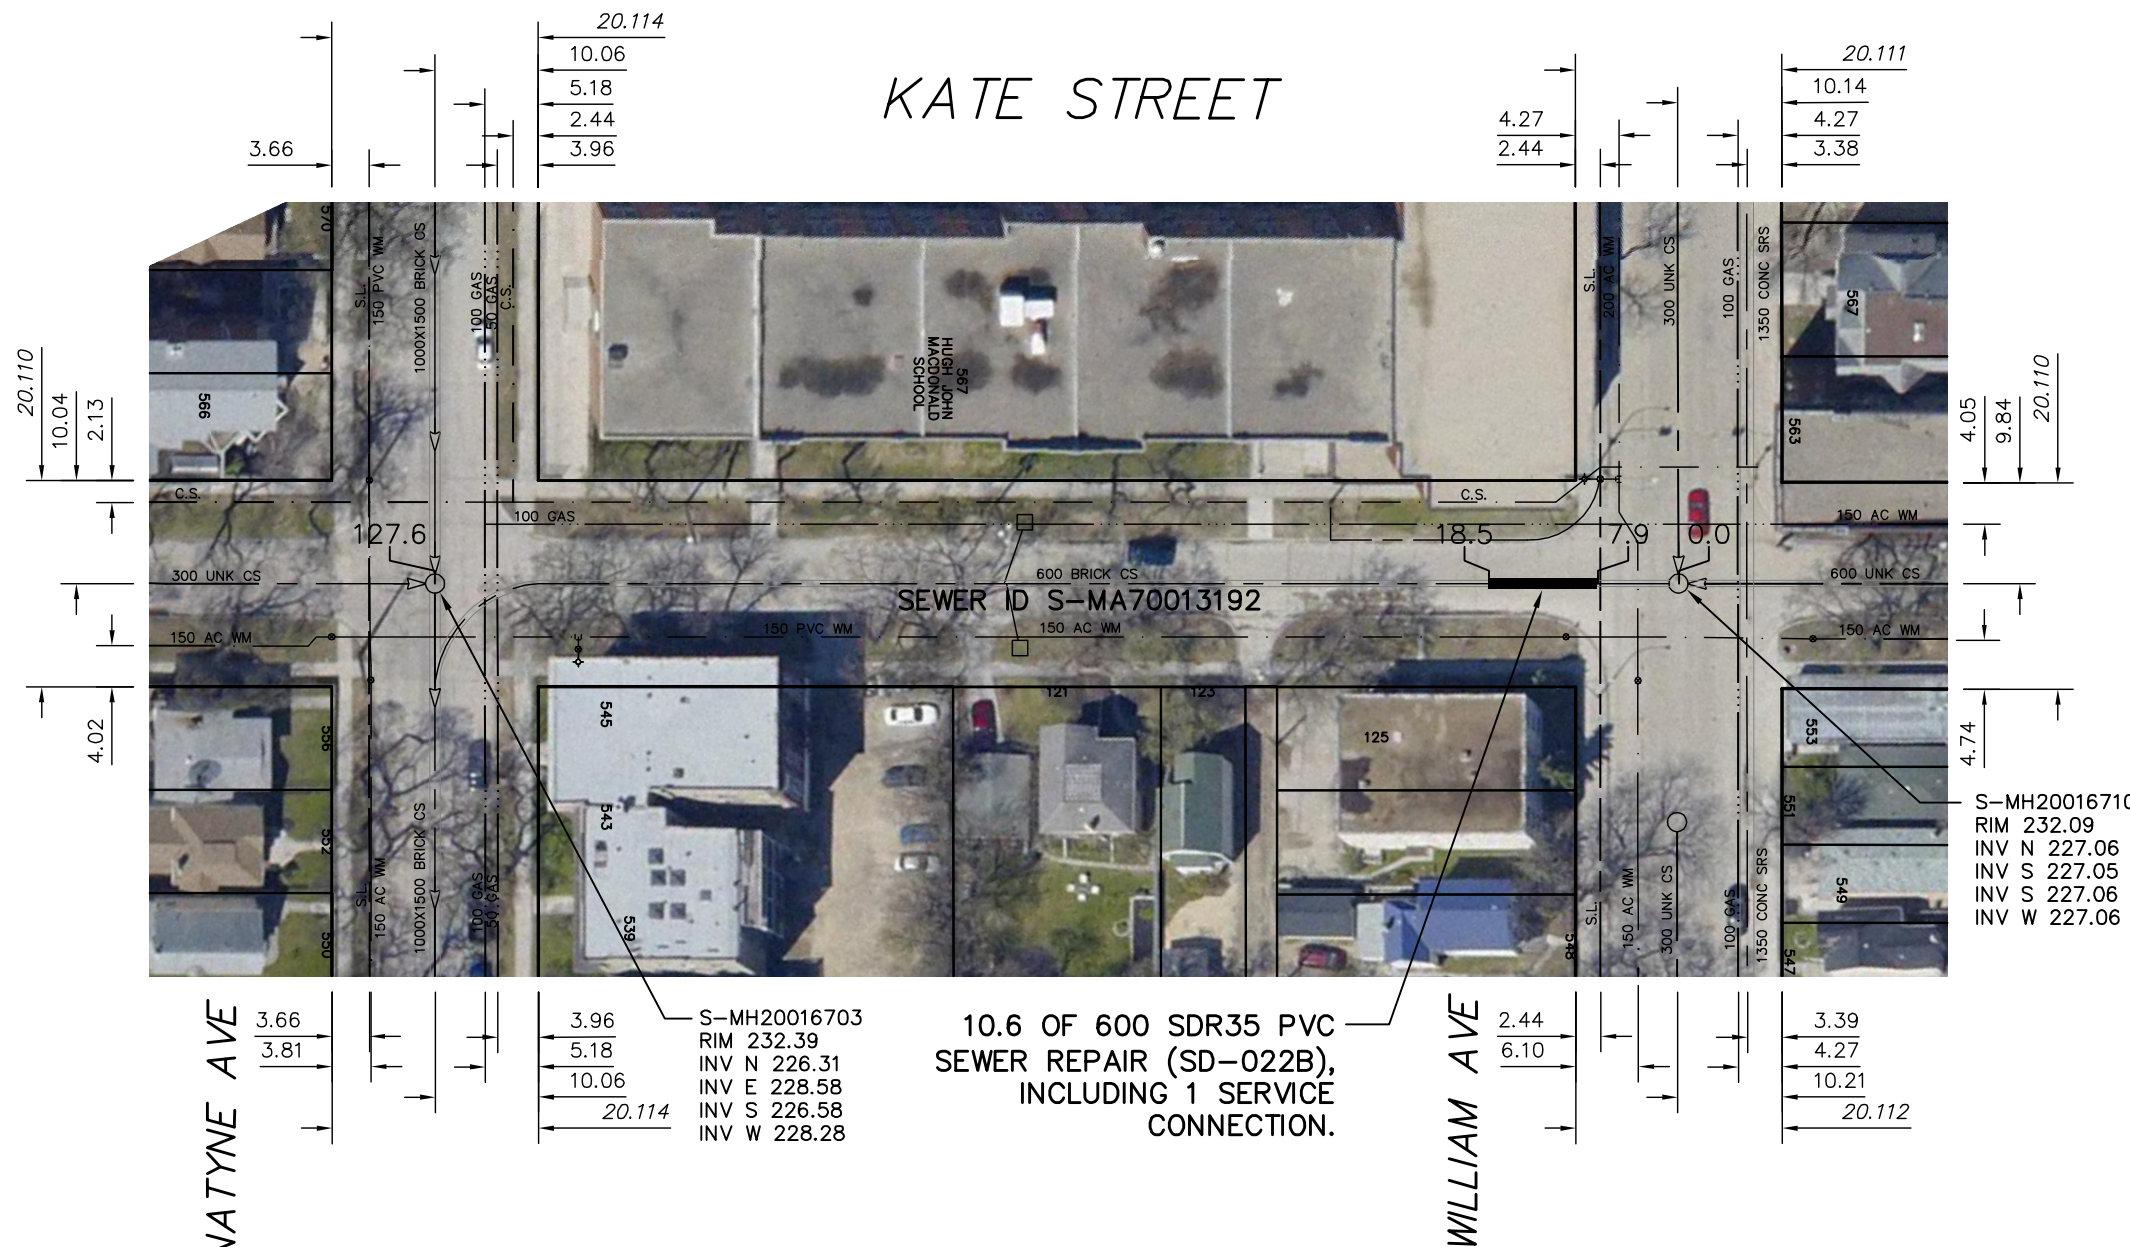 KATE STREET
20.114
10.06
5.18
2.44
3.96
3.66
20.111
10.14
4.27
3.38
4.27
2.44
20.110
10.04
2.13
4.02
4.05
9.84
20.110
4.74
570
S.L.
150 PVC WM
1000X1500 BRICK CS
100 GAS
50 GAS
C.S.
566
567
HUGH JOHN
MACDONALD
SCHOOL
S.L.
200 AC WM
300 UNK CS
100 GAS
1350 CONC SRS
567
563
C.S.
100 GAS
C.S.
150 AC WM
127.6
18.5
7.9
0.0
300 UNK CS
600 BRICK CS
600 UNK CS
SEWER ID S-MA70013192
150 AC WM
150 PVC WM
150 AC WM
150 AC WM
556
552
550
S.L.
150 AC WM
1000X1500 BRICK CS
100 GAS
50 GAS
545
543
539
121
123
125
548
S.L.
150 AC WM
300 UNK CS
100 GAS
1350 CONC SRS
553
551
549
547
S-MH20016710
RIM 232.09
INV N 227.06
INV S 227.05
INV S 227.06
INV W 227.06
NATYNE AVE
3.66
3.81
3.96
5.18
10.06
20.114
S-MH20016703
RIM 232.39
INV N 226.31
INV E 228.58
INV S 226.58
INV W 228.28
10.6 OF 600 SDR35 PVC
SEWER REPAIR (SD-022B),
INCLUDING 1 SERVICE
CONNECTION.
WILLIAM AVE
2.44
6.10
3.39
4.27
10.21
20.112